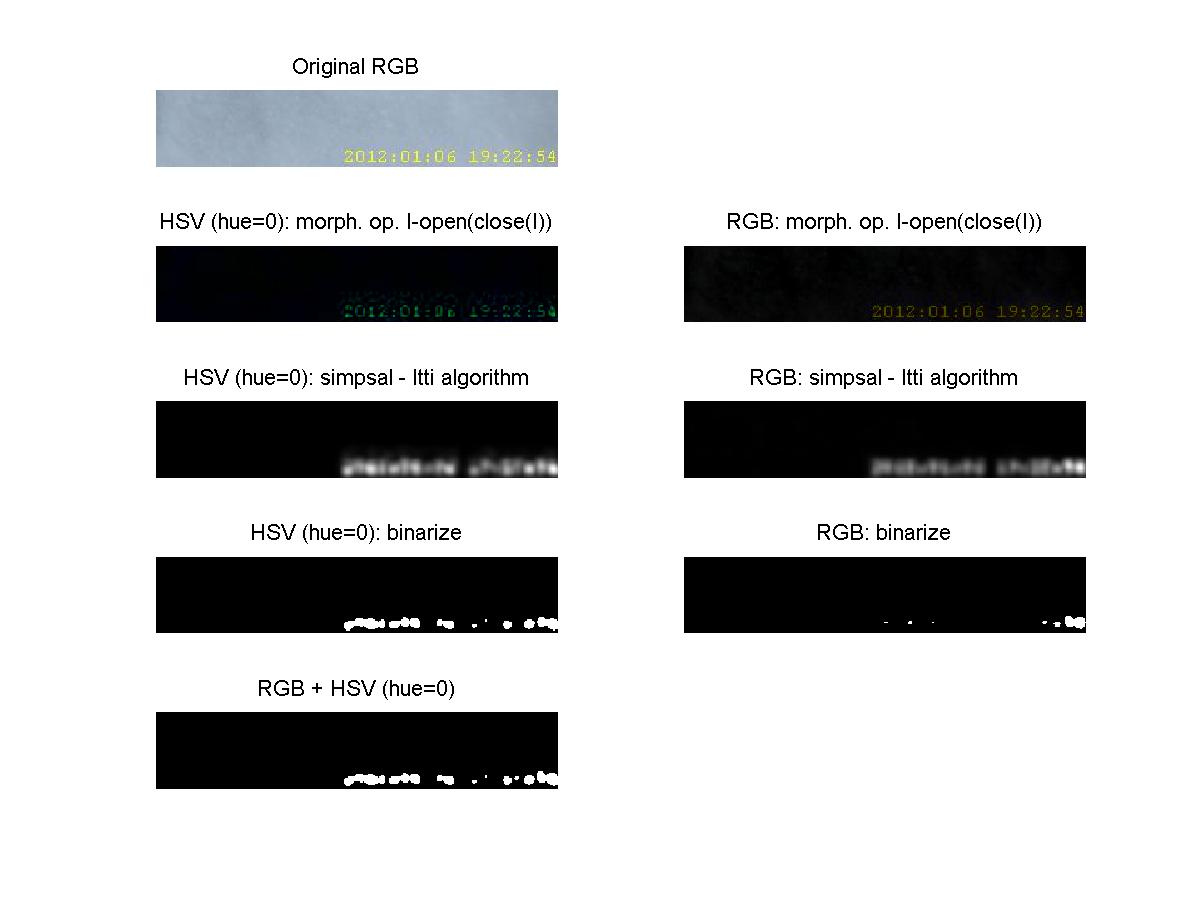 Original RGB
2012:01:06 19:22:54
HSV (hue=0): morph. op. I-open(close(I))
RGB: morph. op. I-open(close(I))
2012:01:06 19:22:54
2012:01:06 19:22:54
HSV (hue=0): simpsal - Itti algorithm
RGB: simpsal - Itti algorithm
HSV (hue=0): binarize
RGB: binarize
RGB + HSV (hue=0)